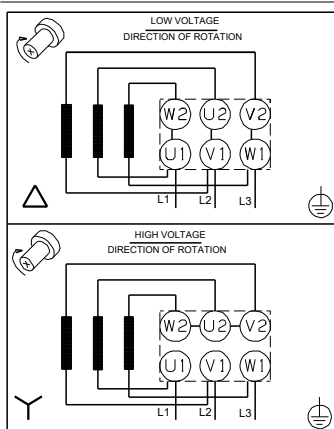 LOW VOLTAGE
DIRECTION OF ROTATION
W2 U2 V2
U1 V1 W1
L1 L2 L3
HIGH VOLTAGE
DIRECTION OF ROTATION
W2 U2 V2
U1 V1 W1
L1 L2 L3